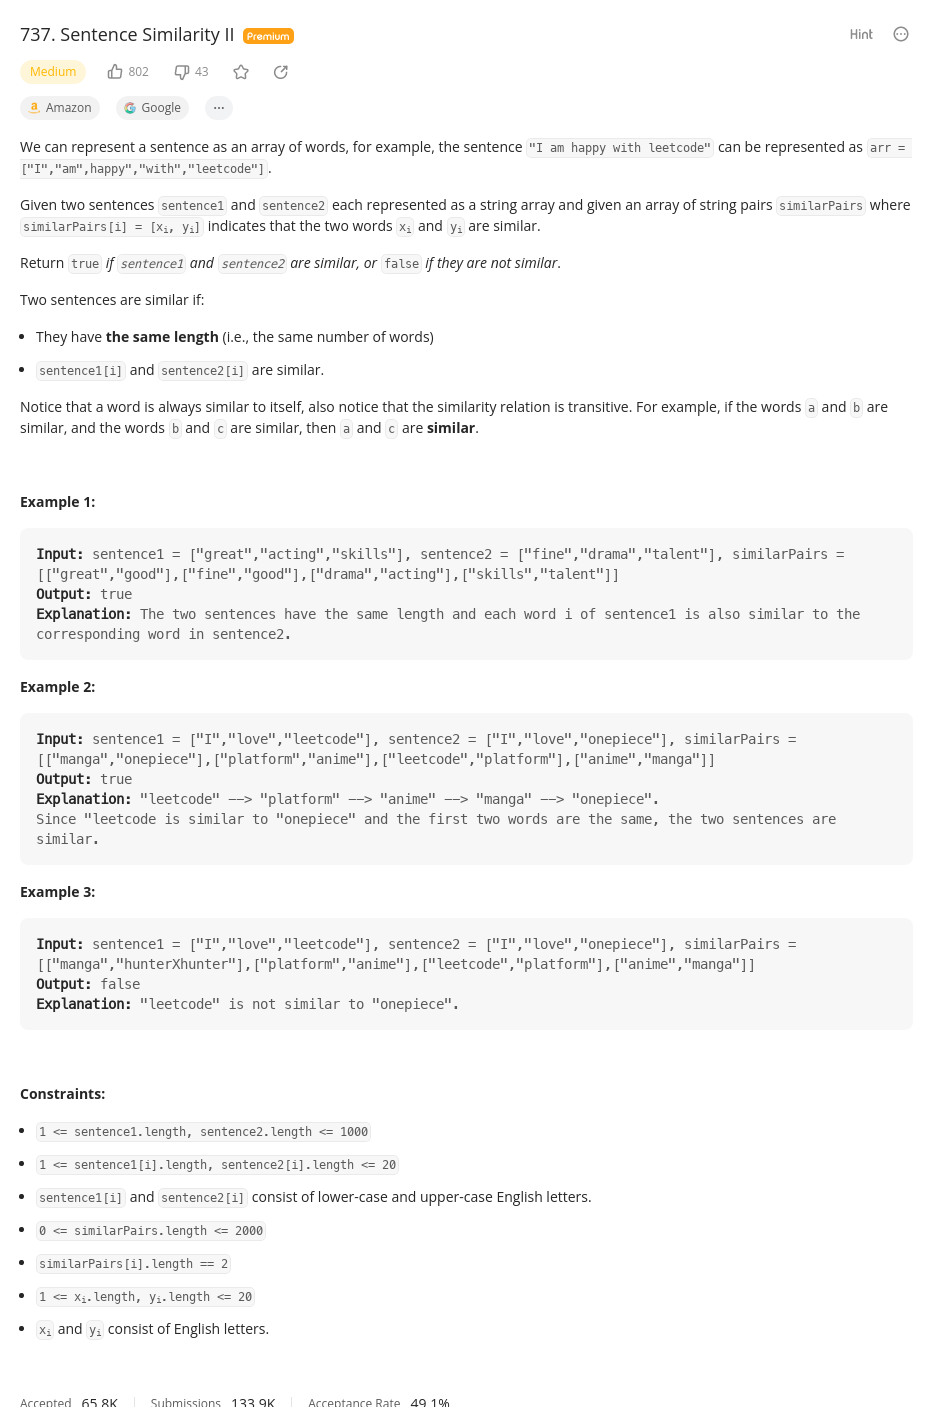 737. Sentence Similarity II Premium Hint
Medium 802 43
Amazon Google ...
We can represent a sentence as an array of words, for example, the sentence "I am happy with leetcode" can be represented as arr =
["I","am",happy","with","leetcode"].
Given two sentences sentence1 and sentence2 each represented as a string array and given an array of string pairs similarPairs where
similarPairs[i] = [xi, yi] indicates that the two words xi and yi are similar.
Return true if sentence1 and sentence2 are similar, or false if they are not similar.
Two sentences are similar if:
• They have the same length (i.e., the same number of words)
• sentence1[i] and sentence2[i] are similar.
Notice that a word is always similar to itself, also notice that the similarity relation is transitive. For example, if the words a and b are
similar, and the words b and c are similar, then a and c are similar.
Example 1:
Input: sentence1 = ["great","acting","skills"], sentence2 = ["fine","drama","talent"], similarPairs =
[["great","good"],["fine","good"],["drama","acting"],["skills","talent"]]
Output: true
Explanation: The two sentences have the same length and each word i of sentence1 is also similar to the
corresponding word in sentence2.
Example 2:
Input: sentence1 = ["I","love","leetcode"], sentence2 = ["I","love","onepiece"], similarPairs =
[["manga","onepiece"],["platform","anime"],["leetcode","platform"],["anime","manga"]]
Output: true
Explanation: "leetcode" --> "platform" --> "anime" --> "manga" --> "onepiece".
Since "leetcode is similar to "onepiece" and the first two words are the same, the two sentences are
similar.
Example 3:
Input: sentence1 = ["I","love","leetcode"], sentence2 = ["I","love","onepiece"], similarPairs =
[["manga","hunterXhunter"],["platform","anime"],["leetcode","platform"],["anime","manga"]]
Output: false
Explanation: "leetcode" is not similar to "onepiece".
Constraints:
• 1 <= sentence1.length, sentence2.length <= 1000
• 1 <= sentence1[i].length, sentence2[i].length <= 20
• sentence1[i] and sentence2[i] consist of lower-case and upper-case English letters.
• 0 <= similarPairs.length <= 2000
• similarPairs[i].length == 2
• 1 <= xi.length, yi.length <= 20
• xi and yi consist of English letters.
Accepted 65.8K Submissions 133.9K Acceptance Rate 49.1%